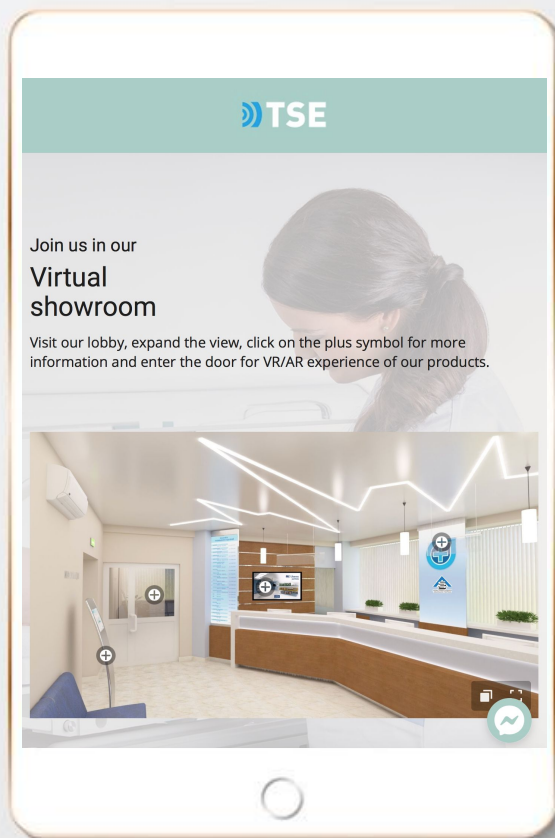 TSE
Join us in our
Virtual
showroom
Visit our lobby, expand the view, click on the plus symbol for more
information and enter the door for VR/AR experience of our products.